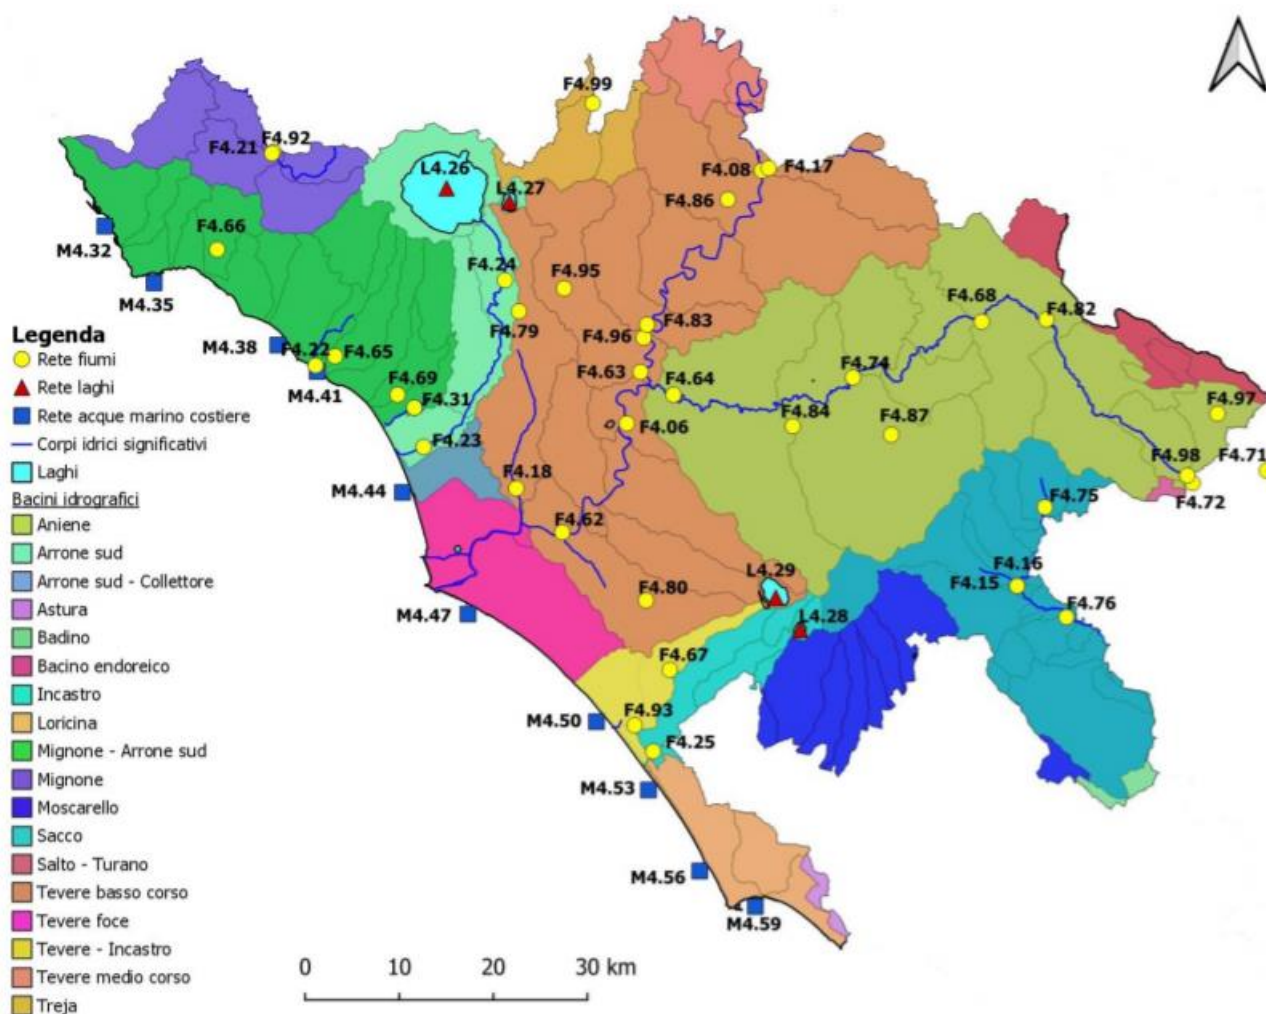 F4.99
F4.92
F4.21
L4.26
L4.27
F4.08
F4.17
F4.86
F4.66
M4.32
M4.35
F4.24
F4.95
F4.79
F4.96
F4.83
F4.68
F4.82
M4.38
F4.22
F4.65
M4.41
F4.63
F4.64
F4.74
F4.69
F4.31
F4.84
F4.87
F4.97
F4.06
F4.23
F4.71
F4.98
F4.72
M4.44
F4.18
F4.75
F4.62
L4.29
F4.16
F4.15
F4.80
L4.28
F4.76
M4.47
F4.67
M4.50
F4.93
F4.25
M4.53
M4.56
M4.59
Legenda
Rete fiumi
Rete laghi
Rete acque marino costiere
Corpi idrici significativi
Laghi
Bacini idrografici
Aniene
Arrone sud
Arrone sud - Collettore
Astura
Badino
Bacino endoreico
Incastro
Loricina
Mignone - Arrone sud
Mignone
Moscarello
Sacco
Salto - Turano
Tevere basso corso
Tevere foce
Tevere - Incastro
Tevere medio corso
Treja
0 10 20 30 km